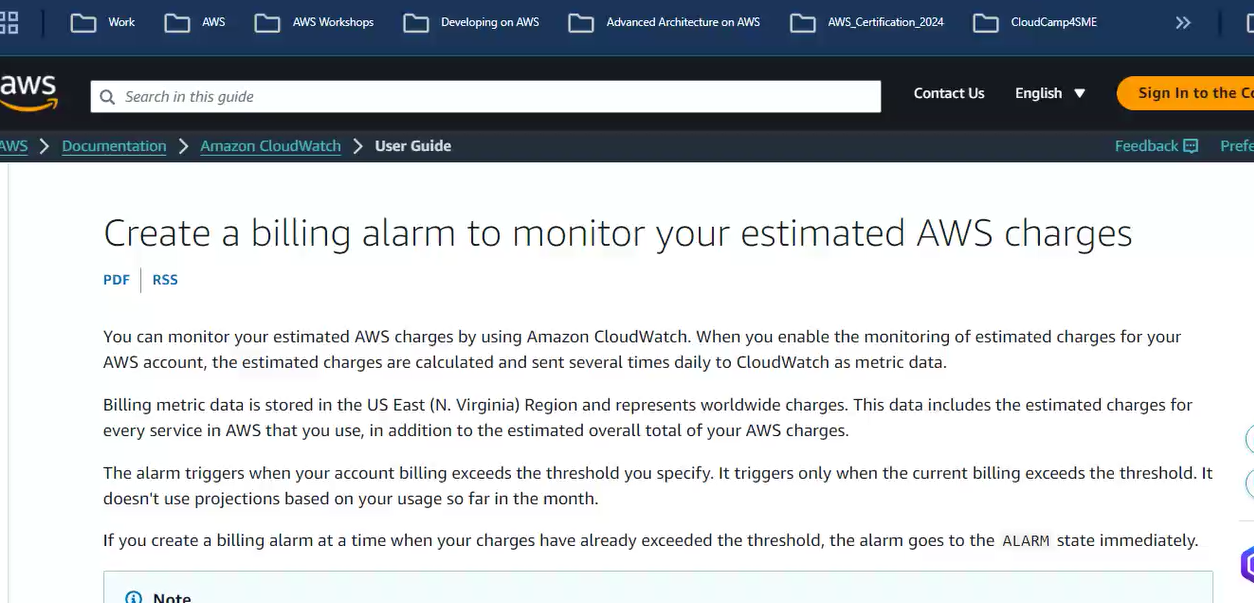 Work AWS AWS Workshops Developing on AWS Advanced Architecture on AWS AWS_Certification_2024 CloudCamp4SME
aws Search in this guide Contact Us English Sign In to the Co
AWS Documentation Amazon CloudWatch User Guide Feedback Prefe
Create a billing alarm to monitor your estimated AWS charges
PDF RSS
You can monitor your estimated AWS charges by using Amazon CloudWatch. When you enable the monitoring of estimated charges for your
AWS account, the estimated charges are calculated and sent several times daily to CloudWatch as metric data.
Billing metric data is stored in the US East (N. Virginia) Region and represents worldwide charges. This data includes the estimated charges for
every service in AWS that you use, in addition to the estimated overall total of your AWS charges.
The alarm triggers when your account billing exceeds the threshold you specify. It triggers only when the current billing exceeds the threshold. It
doesn't use projections based on your usage so far in the month.
If you create a billing alarm at a time when your charges have already exceeded the threshold, the alarm goes to the ALARM state immediately.
Note